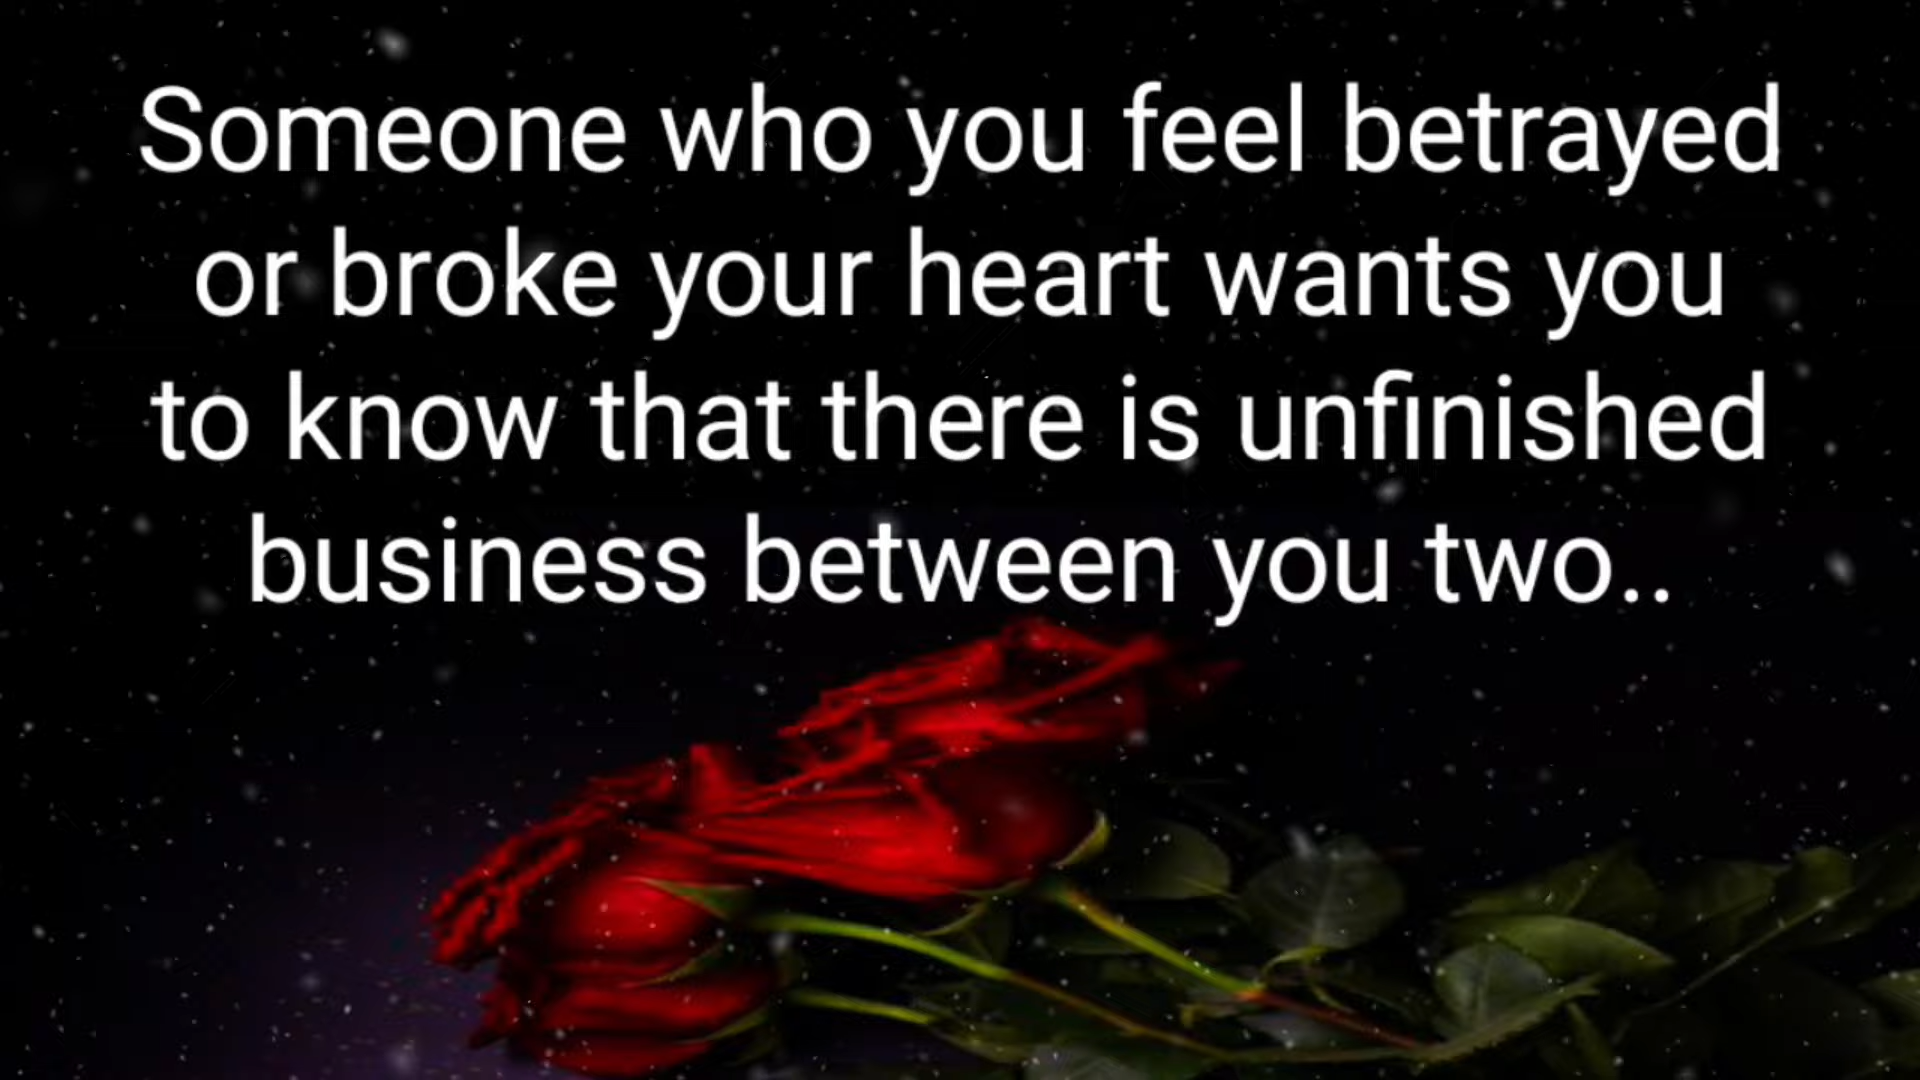 Someone who you feel betrayed
or broke your heart wants you
to know that there is unfinished
business between you two..